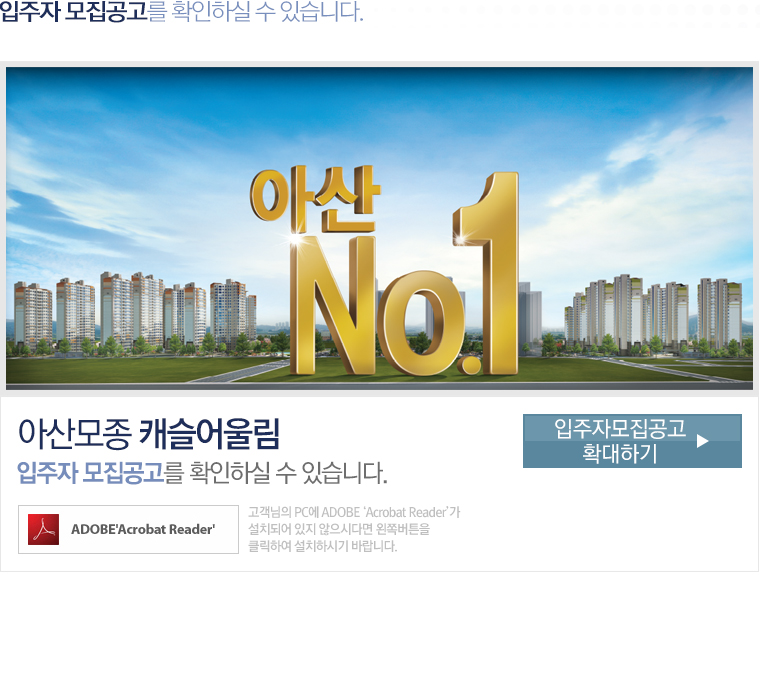 입주자 모집공고를 확인하실 수 있습니다.
아산
No.1
아산모종 캐슬어울림
입주자 모집공고를 확인하실 수 있습니다.
입주자모집공고
확대하기
ADOBE'Acrobat Reader'
고객님의 PC에 ADOBE 'Acrobat Reader'가
설치되어 있지 않으시다면 왼쪽버튼을
클릭하여 설치하시기 바랍니다.